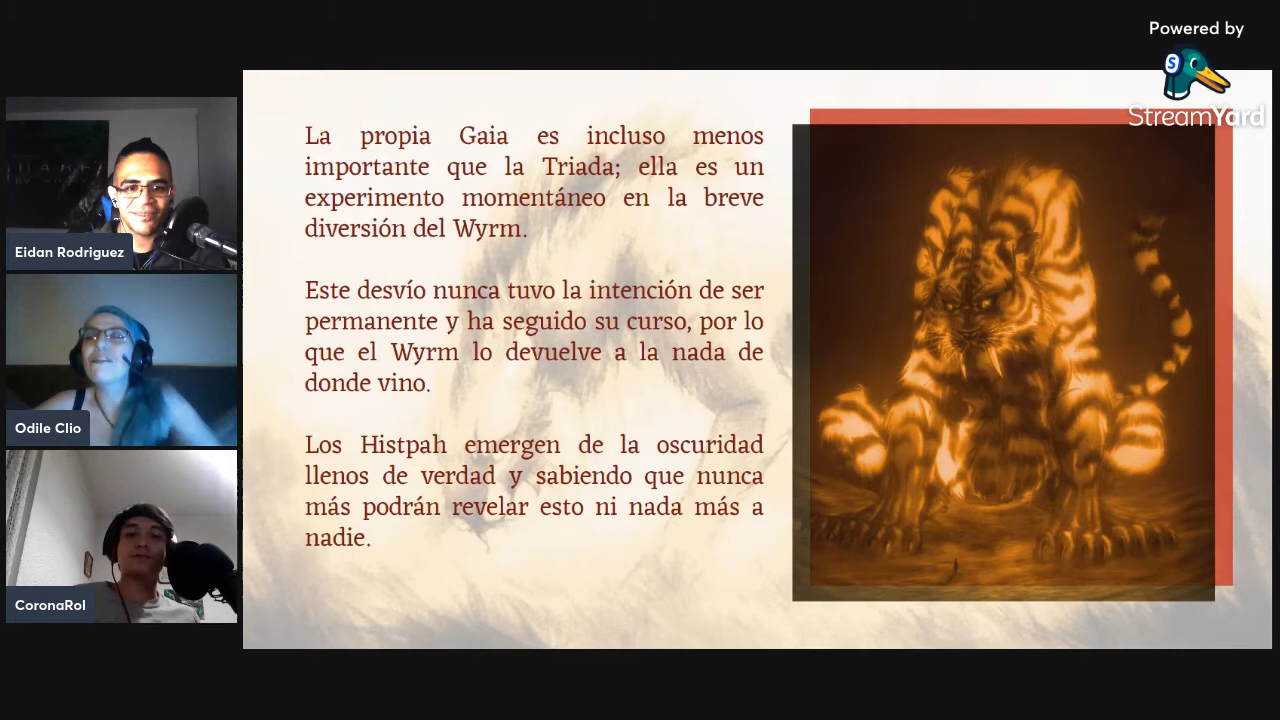 Powered by
StreamYard
La propia Gaia es incluso menos
importante que la Triada; ella es un
experimento momentáneo en la breve
diversión del Wyrm.
Este desvío nunca tuvo la intención de ser
permanente y ha seguido su curso, por lo
que el Wyrm lo devuelve a la nada de
donde vino.
Los Histpah emergen de la oscuridad
llenos de verdad y sabiendo que nunca
más podrán revelar esto ni nada más a
nadie.
Eidan Rodriguez
Odile Clio
CoronaRol